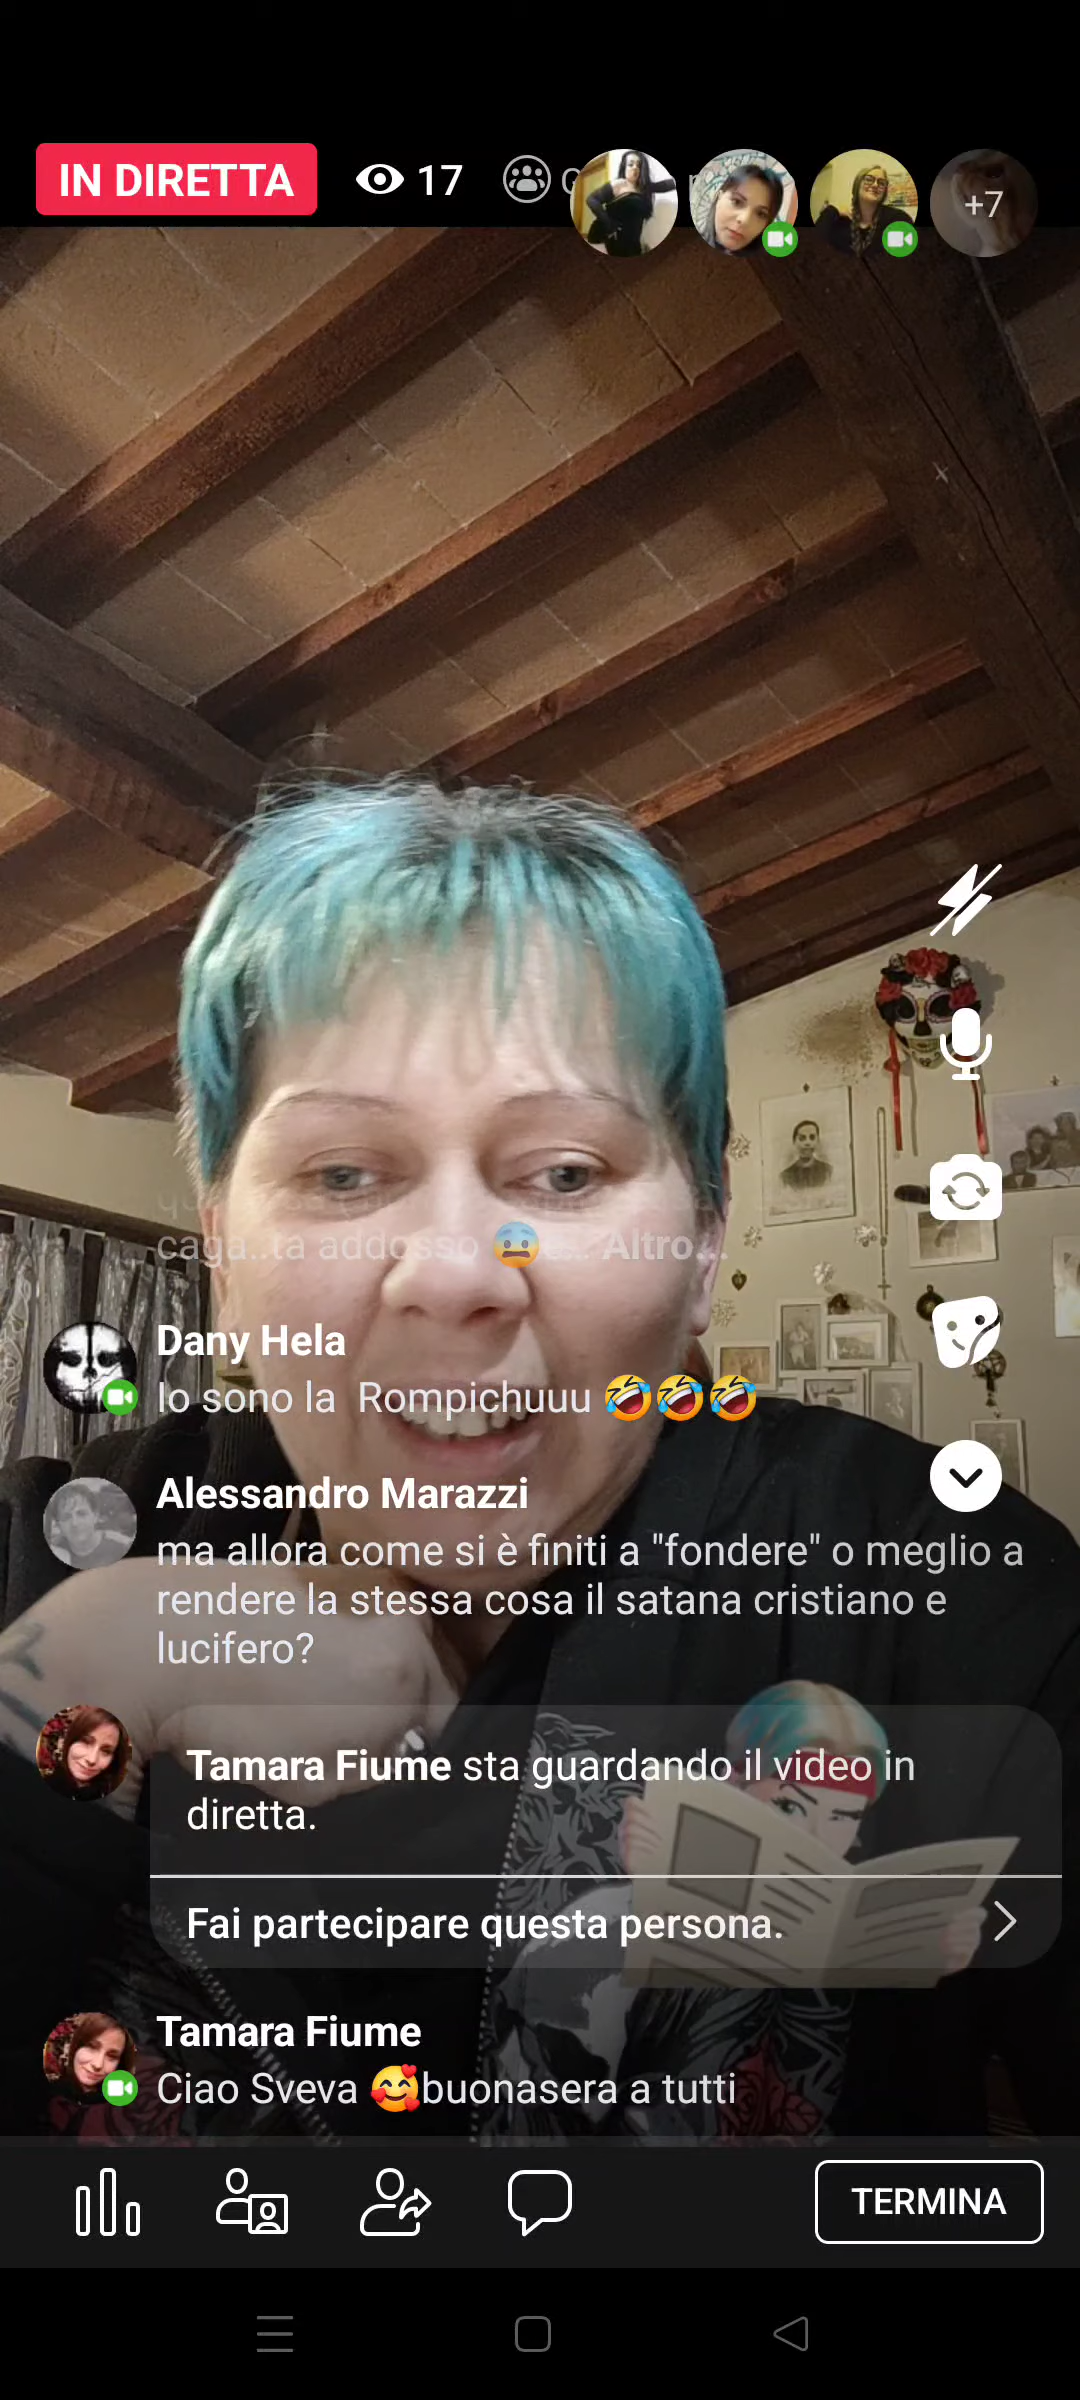 IN DIRETTA
17
+7
caga..ta addosso 😨 ... Altro...
Dany Hela
Io sono la Rompichuuu 🤣🤣🤣
Alessandro Marazzi
ma allora come si è finiti a "fondere" o meglio a
rendere la stessa cosa il satana cristiano e
lucifero?
Tamara Fiume sta guardando il video in
diretta.
Fai partecipare questa persona.
Tamara Fiume
Ciao Sveva 🥰buonasera a tutti
TERMINA